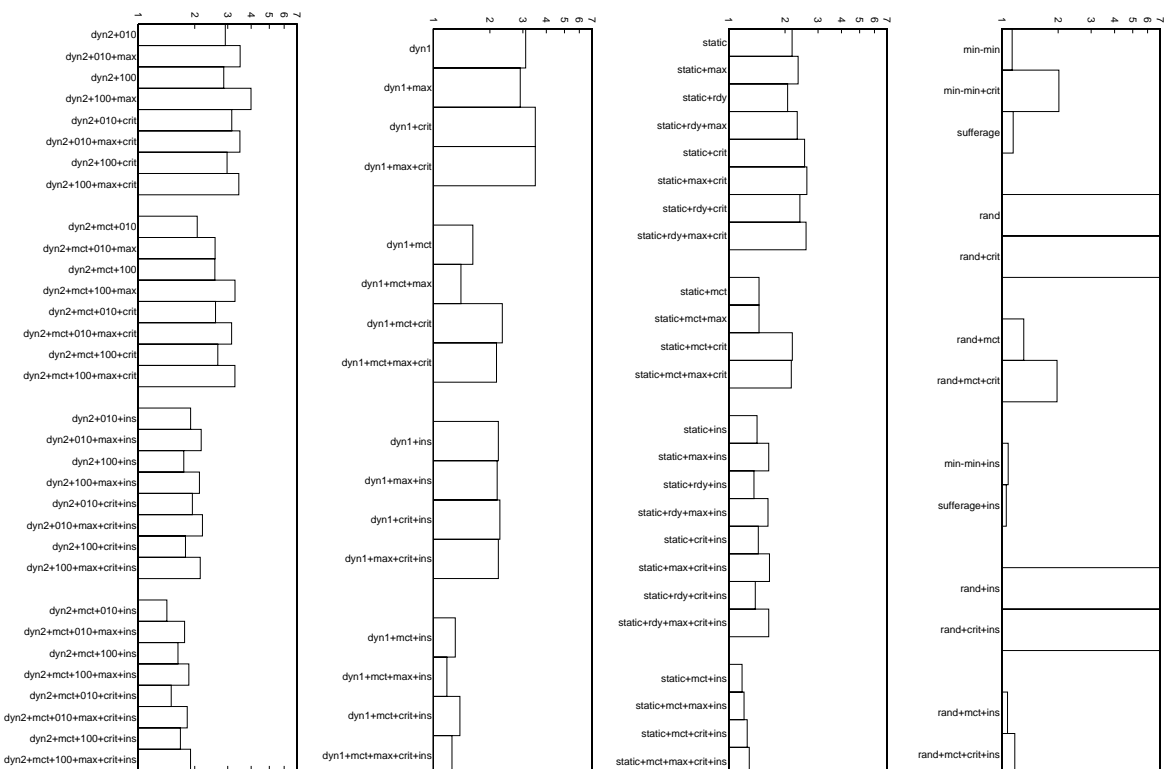 1 2 3 4 5 6 7
dyn2+010
dyn2+010+max
dyn2+100
dyn2+100+max
dyn2+010+crit
dyn2+010+max+crit
dyn2+100+crit
dyn2+100+max+crit
dyn2+mct+010
dyn2+mct+010+max
dyn2+mct+100
dyn2+mct+100+max
dyn2+mct+010+crit
dyn2+mct+010+max+crit
dyn2+mct+100+crit
dyn2+mct+100+max+crit
dyn2+010+ins
dyn2+010+max+ins
dyn2+100+ins
dyn2+100+max+ins
dyn2+010+crit+ins
dyn2+010+max+crit+ins
dyn2+100+crit+ins
dyn2+100+max+crit+ins
dyn2+mct+010+ins
dyn2+mct+010+max+ins
dyn2+mct+100+ins
dyn2+mct+100+max+ins
dyn2+mct+010+crit+ins
dyn2+mct+010+max+crit+ins
dyn2+mct+100+crit+ins
dyn2+mct+100+max+crit+ins
1 2 3 4 5 6 7
dyn1
dyn1+max
dyn1+crit
dyn1+max+crit
dyn1+mct
dyn1+mct+max
dyn1+mct+crit
dyn1+mct+max+crit
dyn1+ins
dyn1+max+ins
dyn1+crit+ins
dyn1+max+crit+ins
dyn1+mct+ins
dyn1+mct+max+ins
dyn1+mct+crit+ins
dyn1+mct+max+crit+ins
1 2 3 4 5 6 7
static
static+max
static+rdy
static+rdy+max
static+crit
static+max+crit
static+rdy+crit
static+rdy+max+crit
static+mct
static+mct+max
static+mct+crit
static+mct+max+crit
static+ins
static+max+ins
static+rdy+ins
static+rdy+max+ins
static+crit+ins
static+max+crit+ins
static+rdy+crit+ins
static+rdy+max+crit+ins
static+mct+ins
static+mct+max+ins
static+mct+crit+ins
static+mct+max+crit+ins
1 2 3 4 5 6 7
min-min
min-min+crit
sufferage
rand
rand+crit
rand+mct
rand+mct+crit
min-min+ins
sufferage+ins
rand+ins
rand+crit+ins
rand+mct+ins
rand+mct+crit+ins